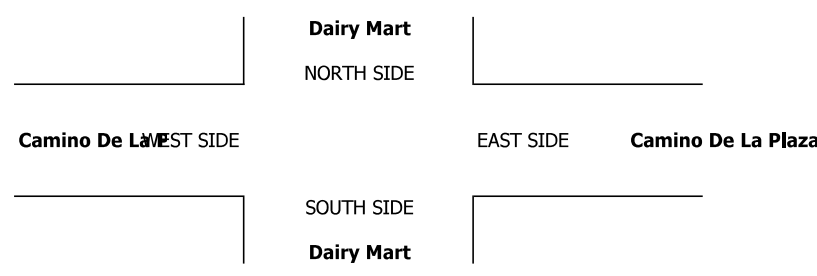 Dairy Mart
NORTH SIDE
Camino De La P WEST SIDE EAST SIDE Camino De La Plaza
SOUTH SIDE
Dairy Mart